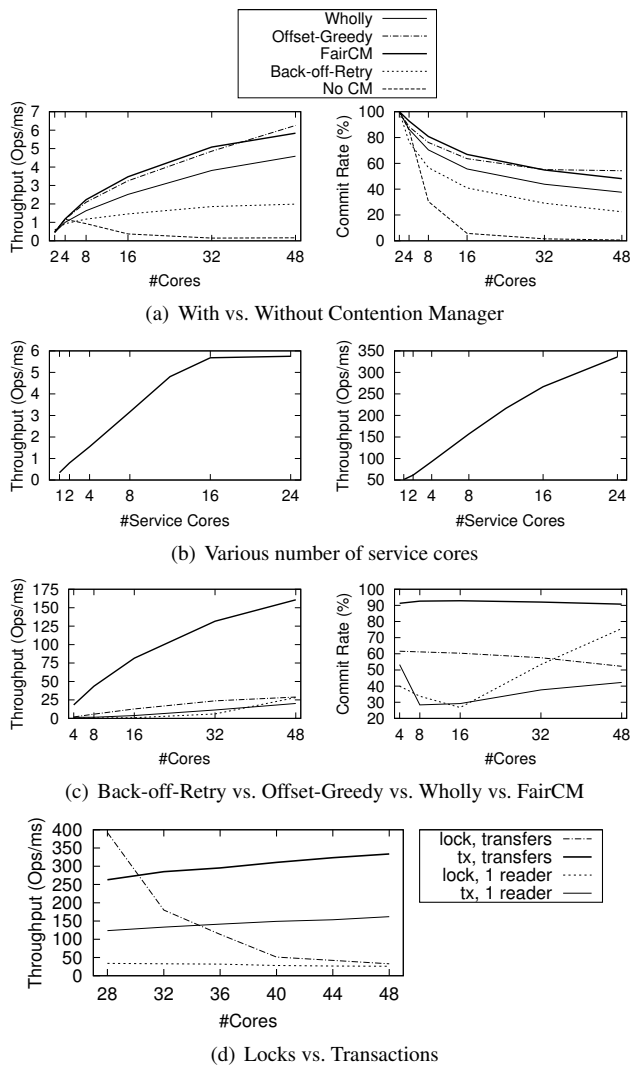 Wholly
Offset-Greedy
FairCM
Back-off-Retry
No CM
Throughput (Ops/ms)
7
6
5
4
3
2
1
0
2 4 8 16 32 48
#Cores
Commit Rate (%)
100
80
60
40
20
0
2 4 8 16 32 48
#Cores
(a) With vs. Without Contention Manager
Throughput (Ops/ms)
6
5
4
3
2
1
0
1 2 4 8 16 24
#Service Cores
Throughput (Ops/ms)
350
300
250
200
150
100
50
1 2 4 8 16 24
#Service Cores
(b) Various number of service cores
Throughput (Ops/ms)
175
150
125
100
75
50
25
0
4 8 16 32 48
#Cores
Commit Rate (%)
100
90
80
70
60
50
40
30
20
4 8 16 32 48
#Cores
(c) Back-off-Retry vs. Offset-Greedy vs. Wholly vs. FairCM
Throughput (Ops/ms)
400
350
300
250
200
150
100
50
0
28 32 36 40 44 48
#Cores
lock, transfers
tx, transfers
lock, 1 reader
tx, 1 reader
(d) Locks vs. Transactions